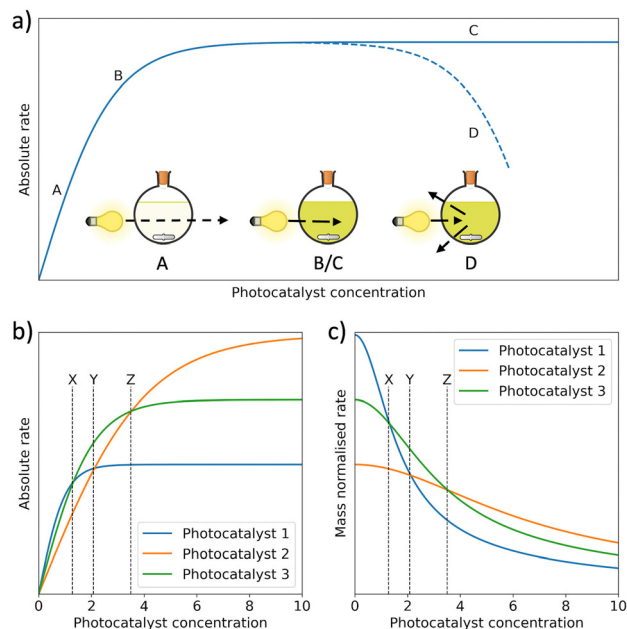 a)
Absolute rate
A
B
C
D
A
B/C
D
Photocatalyst concentration
b)
Absolute rate
X
Y
Z
Photocatalyst 1
Photocatalyst 2
Photocatalyst 3
0
2
4
6
8
10
Photocatalyst concentration
c)
Mass normalised rate
X
Y
Z
Photocatalyst 1
Photocatalyst 2
Photocatalyst 3
0
2
4
6
8
10
Photocatalyst concentration